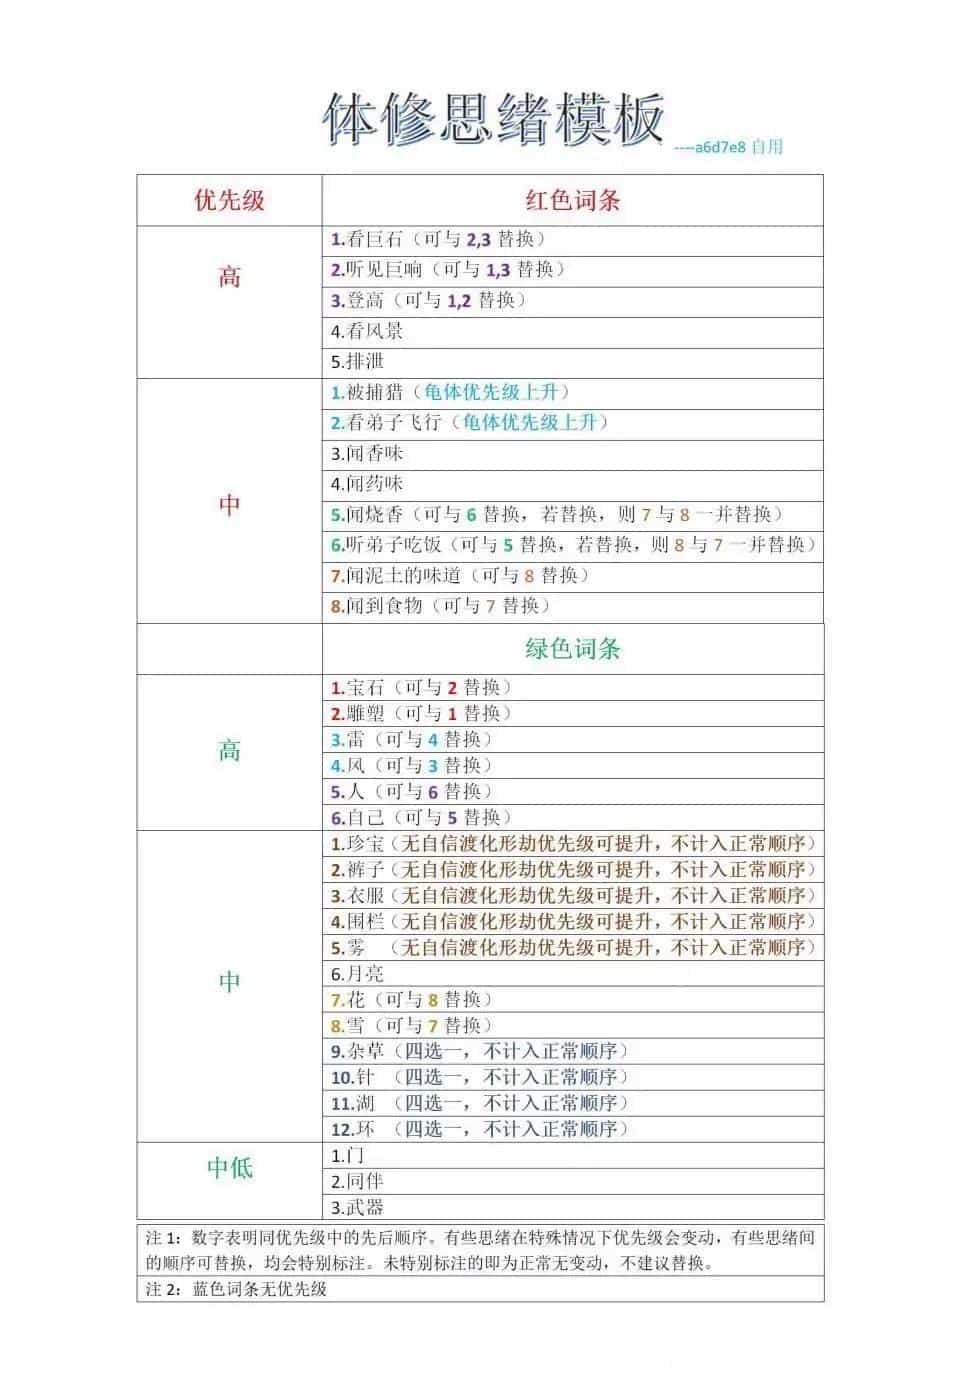 体修思绪模板
----a6d7e8 自用
优先级 红色词条
高
1.看巨石（可与 2,3 替换）
2.听见巨响（可与 1,3 替换）
3.登高（可与 1,2 替换）
4.看风景
5.排泄
中
1.被捕猎（龟体优先级上升）
2.看弟子飞行（龟体优先级上升）
3.闻香味
4.闻药味
5.闻烧香（可与 6 替换，若替换，则 7 与 8 一并替换）
6.听弟子吃饭（可与 5 替换，若替换，则 8 与 7 一并替换）
7.闻泥土的味道（可与 8 替换）
8.闻到食物（可与 7 替换）
绿色词条
高
1.宝石（可与 2 替换）
2.雕塑（可与 1 替换）
3.雷（可与 4 替换）
4.风（可与 3 替换）
5.人（可与 6 替换）
6.自己（可与 5 替换）
中
1.珍宝（无自信渡化形劫优先级可提升，不计入正常顺序）
2.裤子（无自信渡化形劫优先级可提升，不计入正常顺序）
3.衣服（无自信渡化形劫优先级可提升，不计入正常顺序）
4.围栏（无自信渡化形劫优先级可提升，不计入正常顺序）
5.雾 （无自信渡化形劫优先级可提升，不计入正常顺序）
6.月亮
7.花（可与 8 替换）
8.雪（可与 7 替换）
9.杂草（四选一，不计入正常顺序）
10.针 （四选一，不计入正常顺序）
11.湖 （四选一，不计入正常顺序）
12.环 （四选一，不计入正常顺序）
中低
1.门
2.同伴
3.武器
注 1：数字表明同优先级中的先后顺序。有些思绪在特殊情况下优先级会变动，有些思绪间
的顺序可替换，均会特别标注。未特别标注的即为正常无变动，不建议替换。
注 2：蓝色词条无优先级